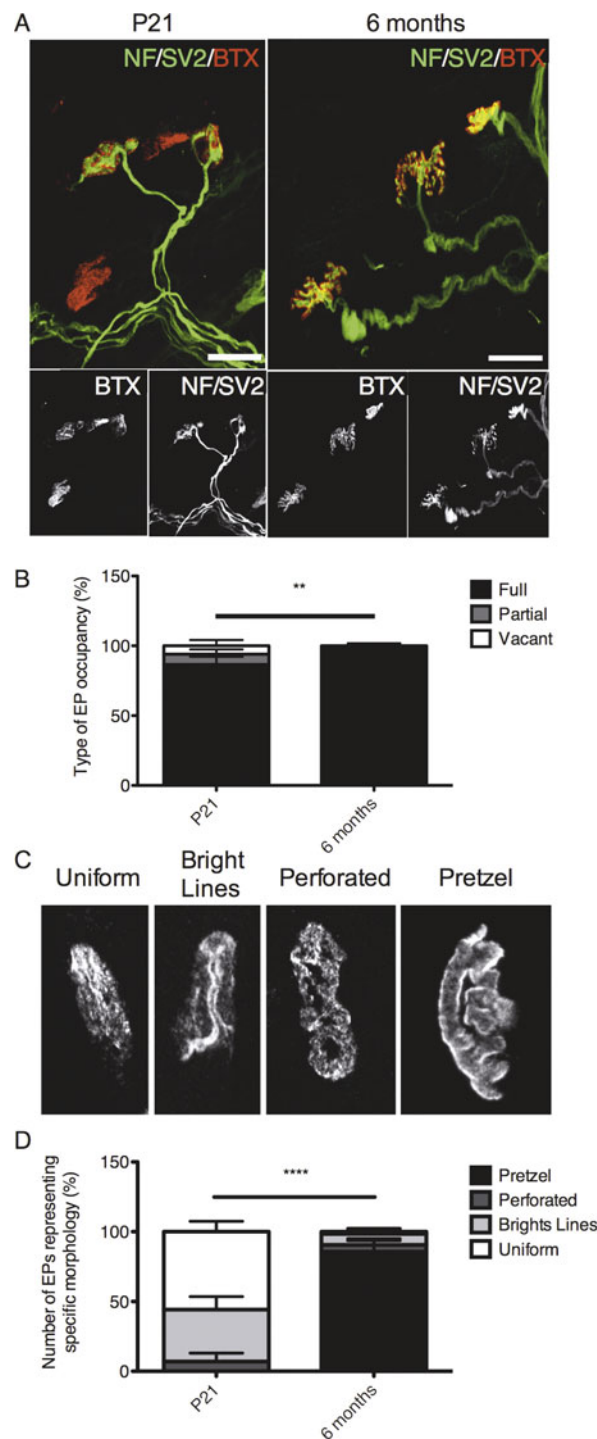 A
P21
6 months
NF/SV2/BTX
NF/SV2/BTX
BTX
NF/SV2
BTX
NF/SV2
B
Type of EP occupancy (%)
150
100
50
0
**
P21
6 months
Full
Partial
Vacant
C
Uniform
Bright
Lines
Perforated
Pretzel
D
Number of EPs representing
specific morphology (%)
150
100
50
0
****
P21
6 months
Pretzel
Perforated
Brights Lines
Uniform